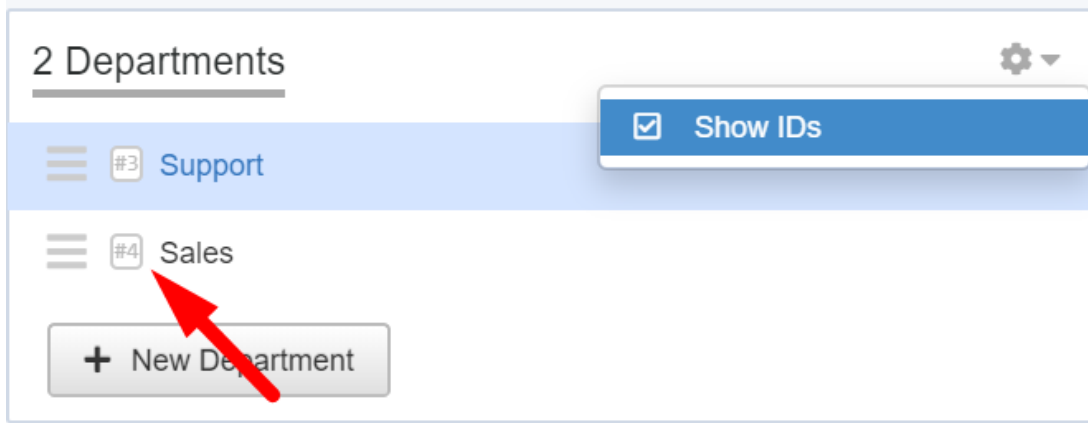 2 Departments
Show IDs
#3 Support
#4 Sales
+ New Department